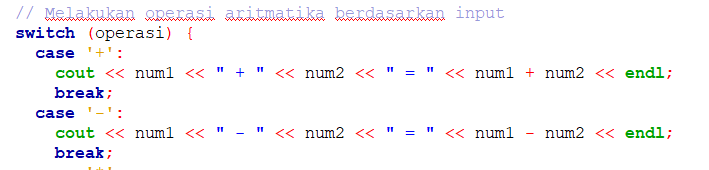 // Melakukan operasi aritmatika berdasarkan input
switch (operasi) {
case '+':
cout << num1 << " + " << num2 << " = " << num1 + num2 << endl;
break;
case '-':
cout << num1 << " - " << num2 << " = " << num1 - num2 << endl;
break;